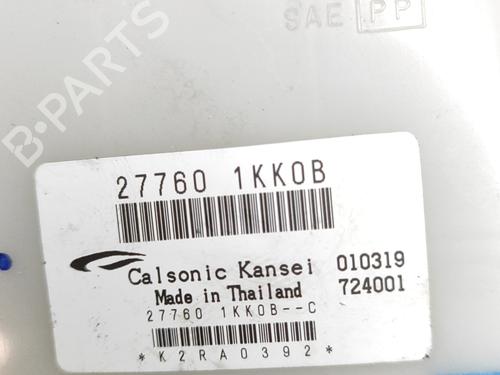 SAE PP
B-PARTS
27760 1KK0B
Calsonic Kansei 010319
Made in Thailand 724001
27760 1KK0B--C
*K2RA0392*